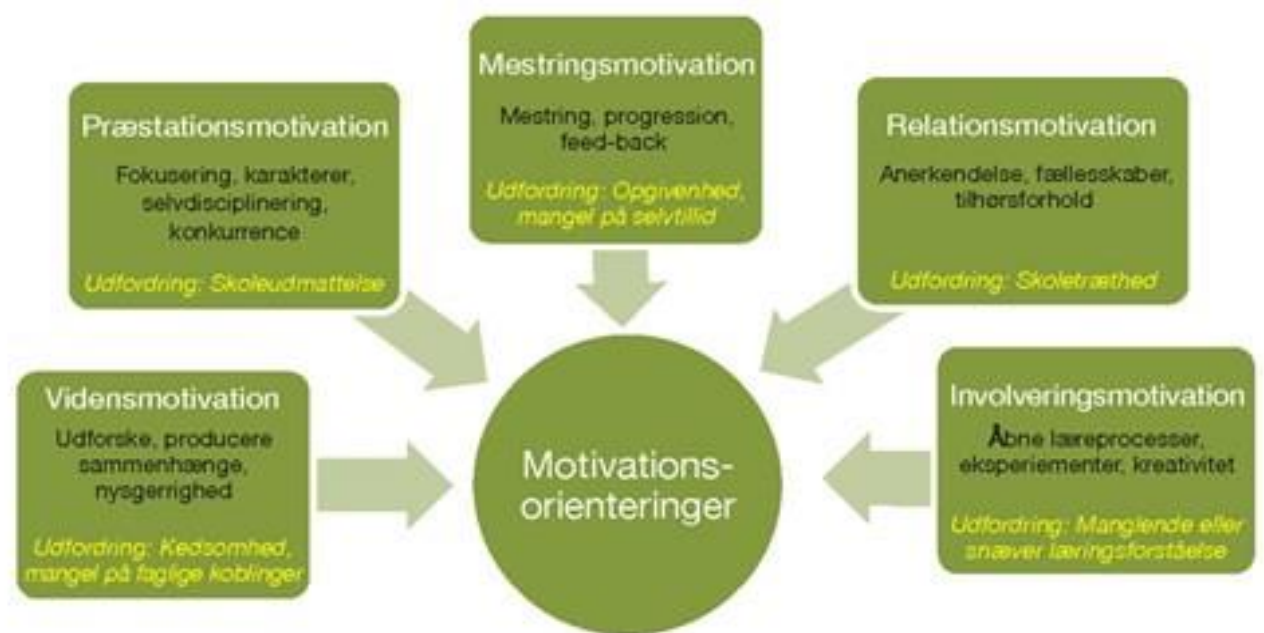 Mestringsmotivation
Mestring, progression,
feed-back
Udfordring: Opgivenhed,
mangel på selvtillid
Præstationsmotivation
Fokusering, karakterer,
selvdisciplinering,
konkurrence
Udfordring: Skoleudmattelse
Relationsmotivation
Anerkendelse, fællesskaber,
tilhørsforhold
Udfordring: Skoletræthed
Vidensmotivation
Udforske, producere
sammenhænge,
nysgerrighed
Udfordring: Kedsomhed,
mangel på faglige koblinger
Motivations-
orienteringer
Involveringsmotivation
Åbne læreprocesser,
eksperiementer, kreativitet
Udfordring: Manglende eller
snæver læringsforståelse